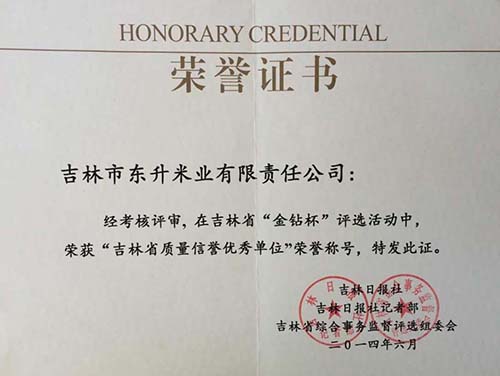 HONORARY CREDENTIAL
荣誉证书
吉林市东升米业有限责任公司：
经考核评审，在吉林省“金钻杯”评选活动中，
荣获“吉林省质量信誉优秀单位”荣誉称号，特发此证。
吉林日报社
吉林日报社记者部
吉林省综合事务监督评选组委会
二0一四年六月